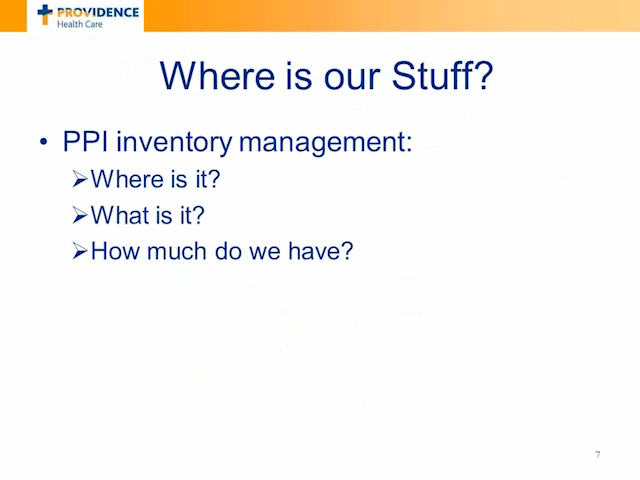 PROVIDENCE
Health Care
Where is our Stuff?
• PPI inventory management:
➢Where is it?
➢What is it?
➢How much do we have?
7